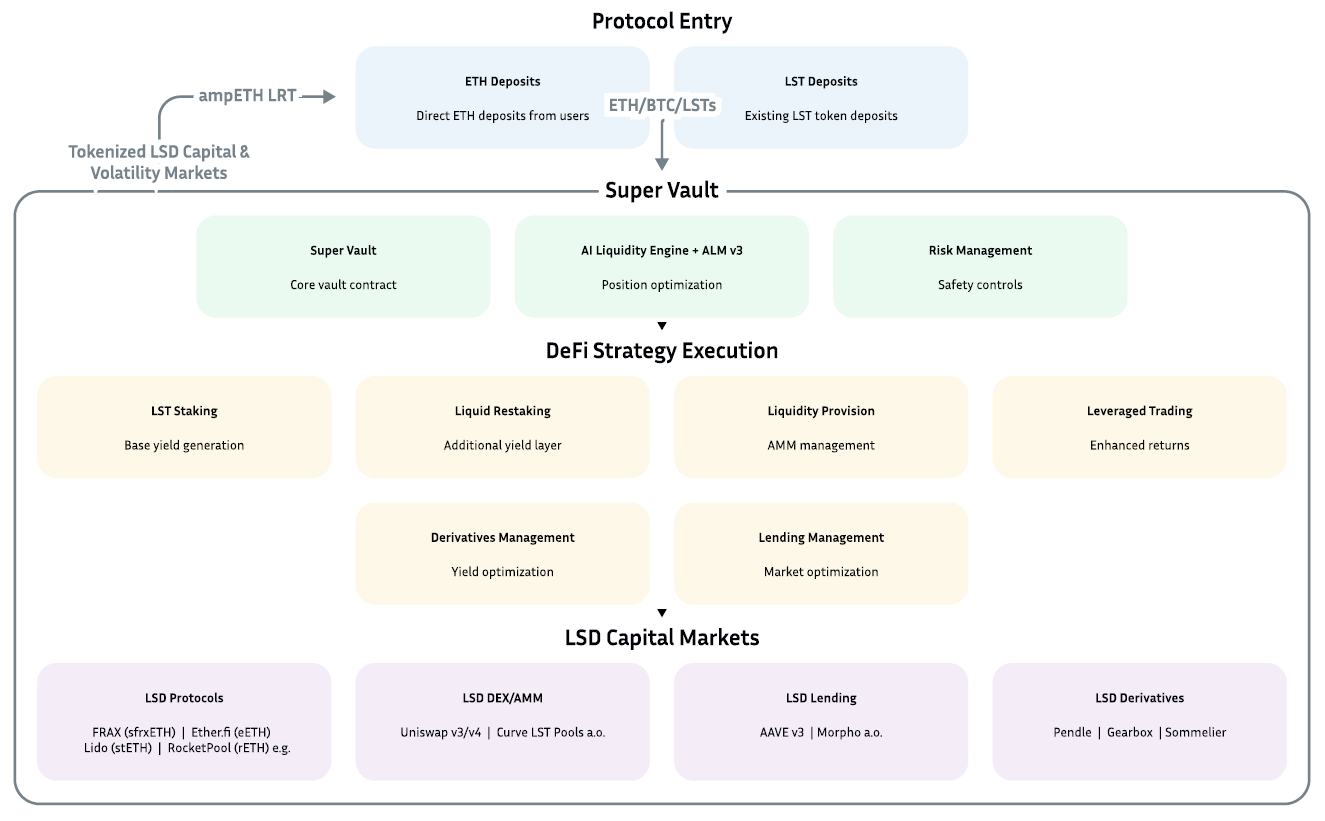 Protocol Entry
ETH Deposits
Direct ETH deposits from users
LST Deposits
Existing LST token deposits
ETH/BTC/LSTs
ampETH LRT
Tokenized LSD Capital &
Volatility Markets
Super Vault
Super Vault
Core vault contract
AI Liquidity Engine + ALM v3
Position optimization
Risk Management
Safety controls
DeFi Strategy Execution
LST Staking
Base yield generation
Liquid Restaking
Additional yield layer
Liquidity Provision
AMM management
Leveraged Trading
Enhanced returns
Derivatives Management
Yield optimization
Lending Management
Market optimization
LSD Capital Markets
LSD Protocols
FRAX (sfrxETH) | Ether.fi (eETH)
Lido (stETH) | RocketPool (rETH) e.g.
LSD DEX/AMM
Uniswap v3/v4 | Curve LST Pools a.o.
LSD Lending
AAVE v3 | Morpho a.o.
LSD Derivatives
Pendle | Gearbox | Sommelier